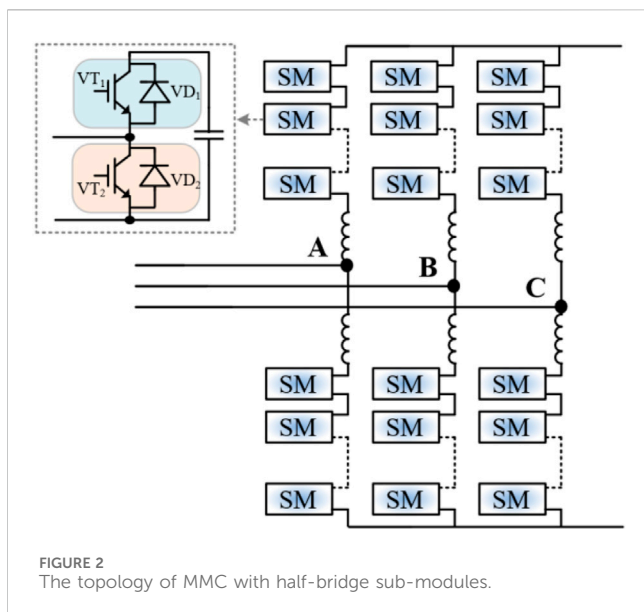 SM SM SM
VT1 VD1
SM SM SM
VT2 VD2
SM SM SM
A
B
C
SM SM SM
SM SM SM
SM SM SM
FIGURE 2
The topology of MMC with half-bridge sub-modules.